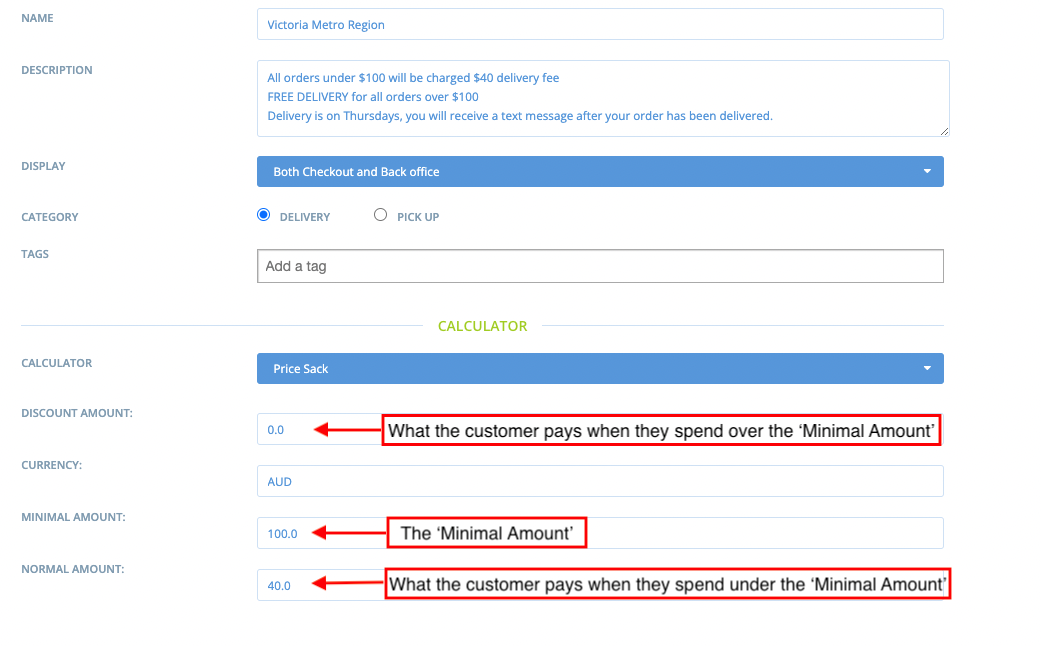 NAME
Victoria Metro Region
DESCRIPTION
All orders under $100 will be charged $40 delivery fee
FREE DELIVERY for all orders over $100
Delivery is on Thursdays, you will receive a text message after your order has been delivered.
DISPLAY
Both Checkout and Back office
CATEGORY
DELIVERY
PICK UP
TAGS
Add a tag
CALCULATOR
CALCULATOR
Price Sack
DISCOUNT AMOUNT:
0.0
What the customer pays when they spend over the ‘Minimal Amount’
CURRENCY:
AUD
MINIMAL AMOUNT:
100.0
The ‘Minimal Amount’
NORMAL AMOUNT:
40.0
What the customer pays when they spend under the ‘Minimal Amount’